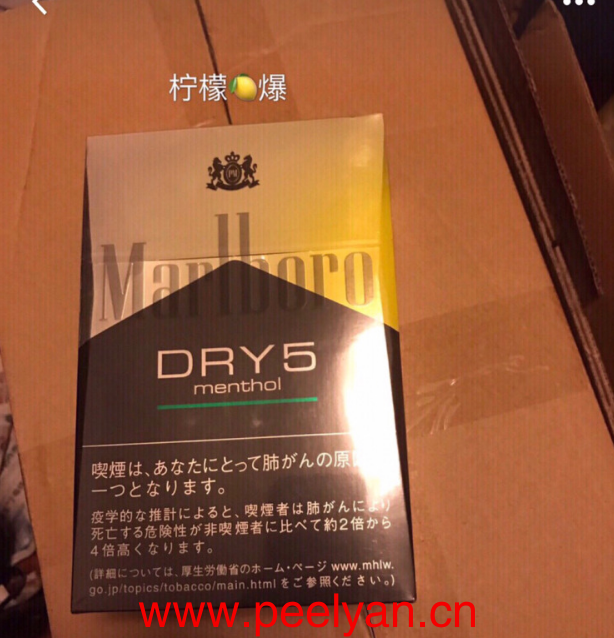 柠檬🍋爆
PM
Marlboro
DRY5
menthol
喫煙は、あなたにとって肺がんの原
一つとなります。
疫学的な推計によると、喫煙者は肺がんにより
死亡する危険性が非喫煙者に比べて約2倍から
4倍高くなります。
(詳細については、厚生労働省のホーム・ページ www.mhlw.
go.jp/topics/tobacco/main.html をご参照ください。)
www.peelyan.cn